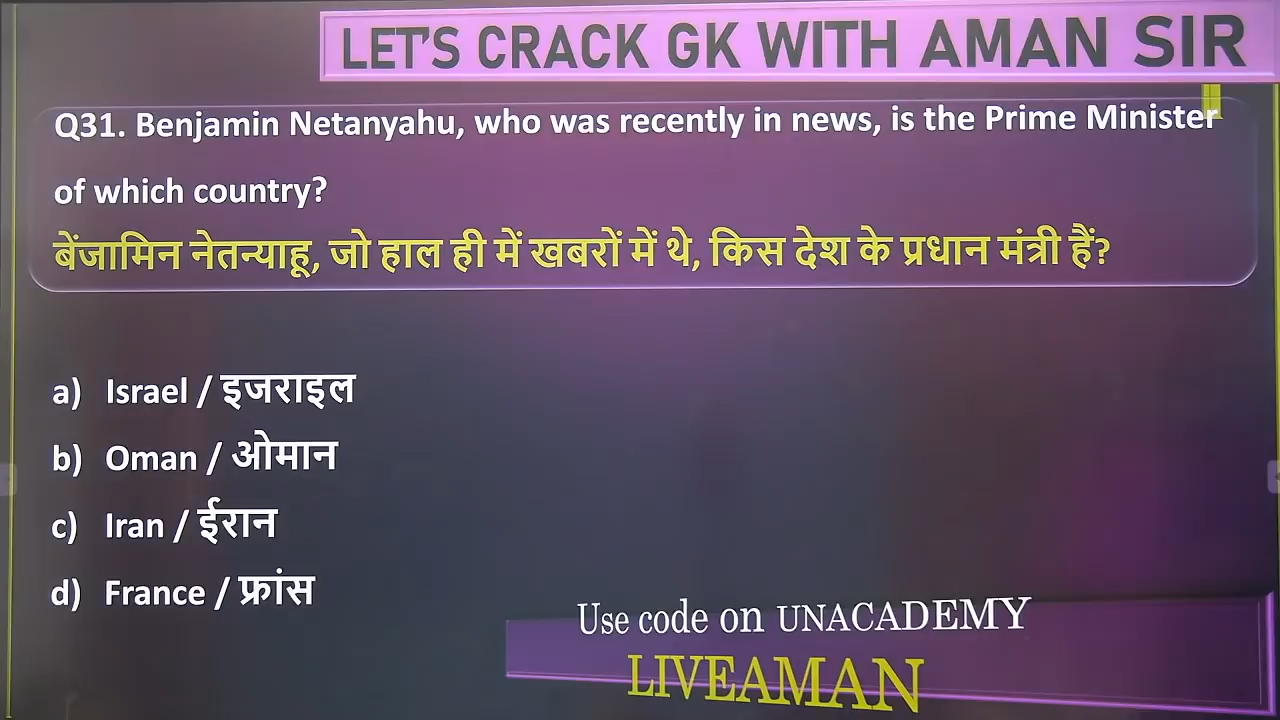 LET'S CRACK GK WITH AMAN SIR
Q31. Benjamin Netanyahu, who was recently in news, is the Prime Minister
of which country?
बेंजामिन नेतन्याहू, जो हाल ही में खबरों में थे, किस देश के प्रधान मंत्री हैं?
a) Israel / इजराइल
b) Oman / ओमान
c) Iran / ईरान
d) France / फ्रांस
Use code on UNACADEMY
LIVEAMAN